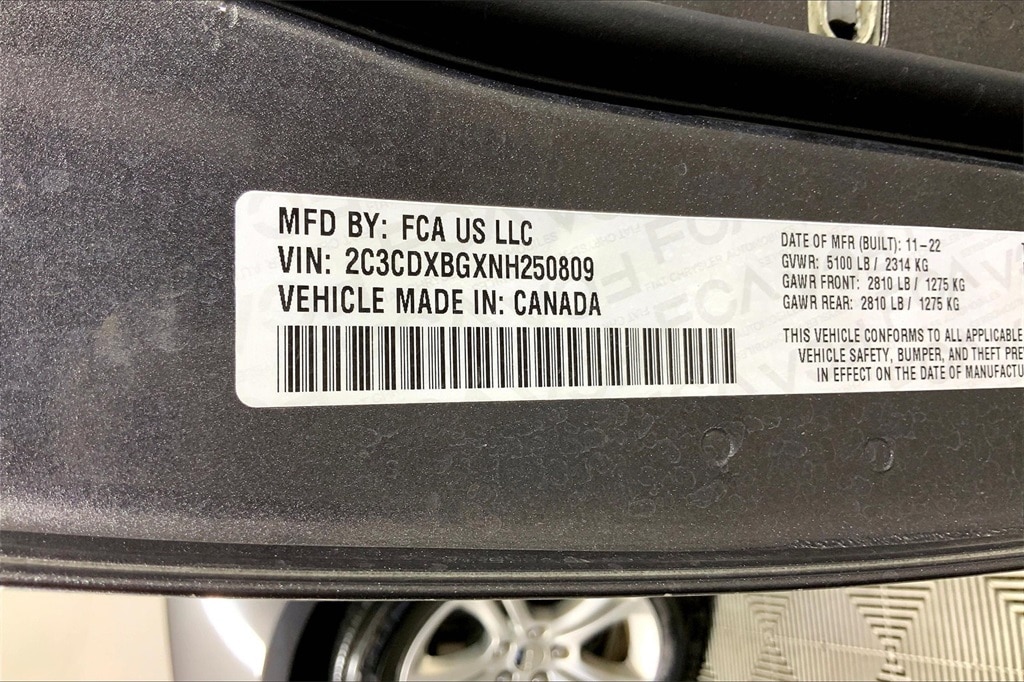 MFD BY: FCA US LLC
VIN: 2C3CDXBGXNH250809
VEHICLE MADE IN: CANADA
DATE OF MFR (BUILT): 11-22
GVWR: 5100 LB / 2314 KG
GAWR FRONT: 2810 LB / 1275 KG
GAWR REAR: 2810 LB / 1275 KG
THIS VEHICLE CONFORMS TO ALL APPLICABLE
VEHICLE SAFETY, BUMPER, AND THEFT PRE
IN EFFECT ON THE DATE OF MANUFACTU